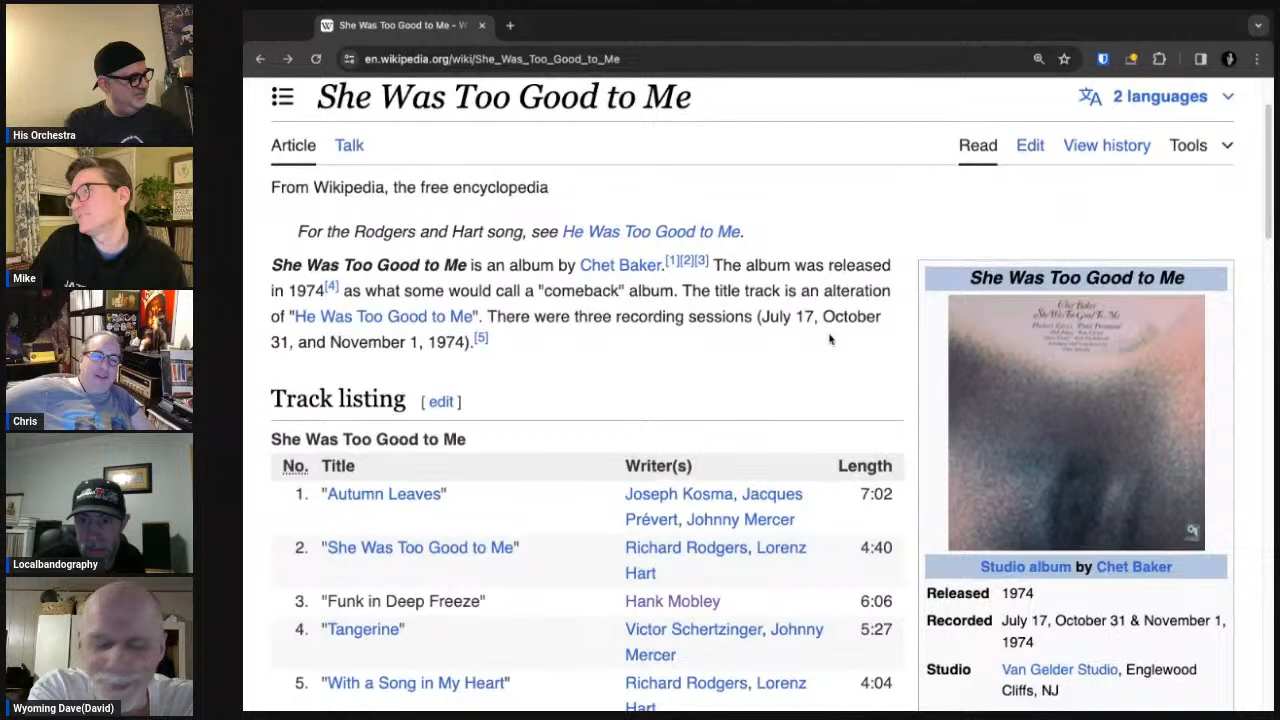 She Was Too Good to Me - W
en.wikipedia.org/wiki/She_Was_Too_Good_to_Me
She Was Too Good to Me
2 languages
Article Talk
Read Edit View history Tools
From Wikipedia, the free encyclopedia
For the Rodgers and Hart song, see He Was Too Good to Me.
She Was Too Good to Me is an album by Chet Baker.[1][2][3] The album was released
in 1974[4] as what some would call a "comeback" album. The title track is an alteration
of "He Was Too Good to Me". There were three recording sessions (July 17, October
31, and November 1, 1974).[5]
Track listing [ edit ]
She Was Too Good to Me
No. Title Writer(s) Length
1. "Autumn Leaves" Joseph Kosma, Jacques 7:02
Prévert, Johnny Mercer
2. "She Was Too Good to Me" Richard Rodgers, Lorenz 4:40
Hart
3. "Funk in Deep Freeze" Hank Mobley 6:06
4. "Tangerine" Victor Schertzinger, Johnny 5:27
Mercer
5. "With a Song in My Heart" Richard Rodgers, Lorenz 4:04
Hart
She Was Too Good to Me
Chet Baker
She Was Too Good To Me
Studio album by Chet Baker
Released 1974
Recorded July 17, October 31 & November 1,
1974
Studio Van Gelder Studio, Englewood
Cliffs, NJ
His Orchestra
Mike
Chris
Localbandography
Wyoming Dave(David)